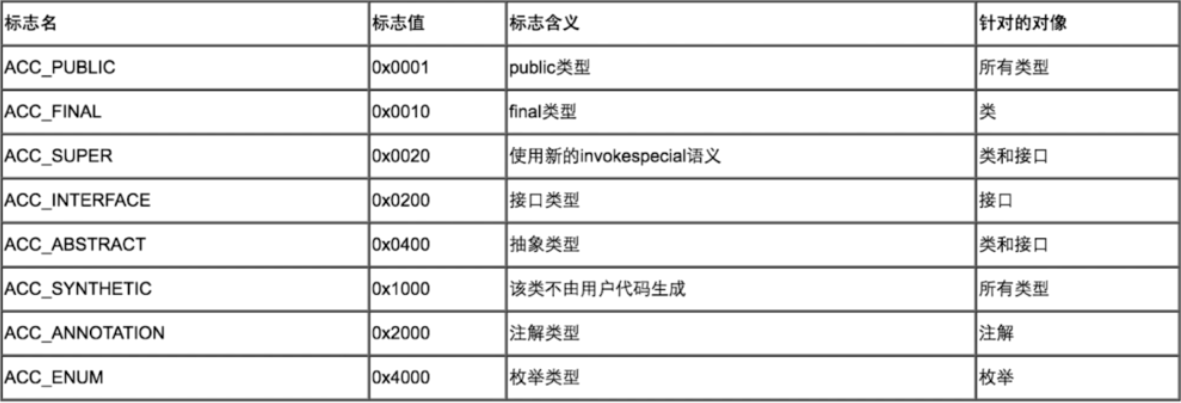 标志名 标志值 标志含义 针对的对像
ACC_PUBLIC 0x0001 public类型 所有类型
ACC_FINAL 0x0010 final类型 类
ACC_SUPER 0x0020 使用新的invokespecial语义 类和接口
ACC_INTERFACE 0x0200 接口类型 接口
ACC_ABSTRACT 0x0400 抽象类型 类和接口
ACC_SYNTHETIC 0x1000 该类不由用户代码生成 所有类型
ACC_ANNOTATION 0x2000 注解类型 注解
ACC_ENUM 0x4000 枚举类型 枚举